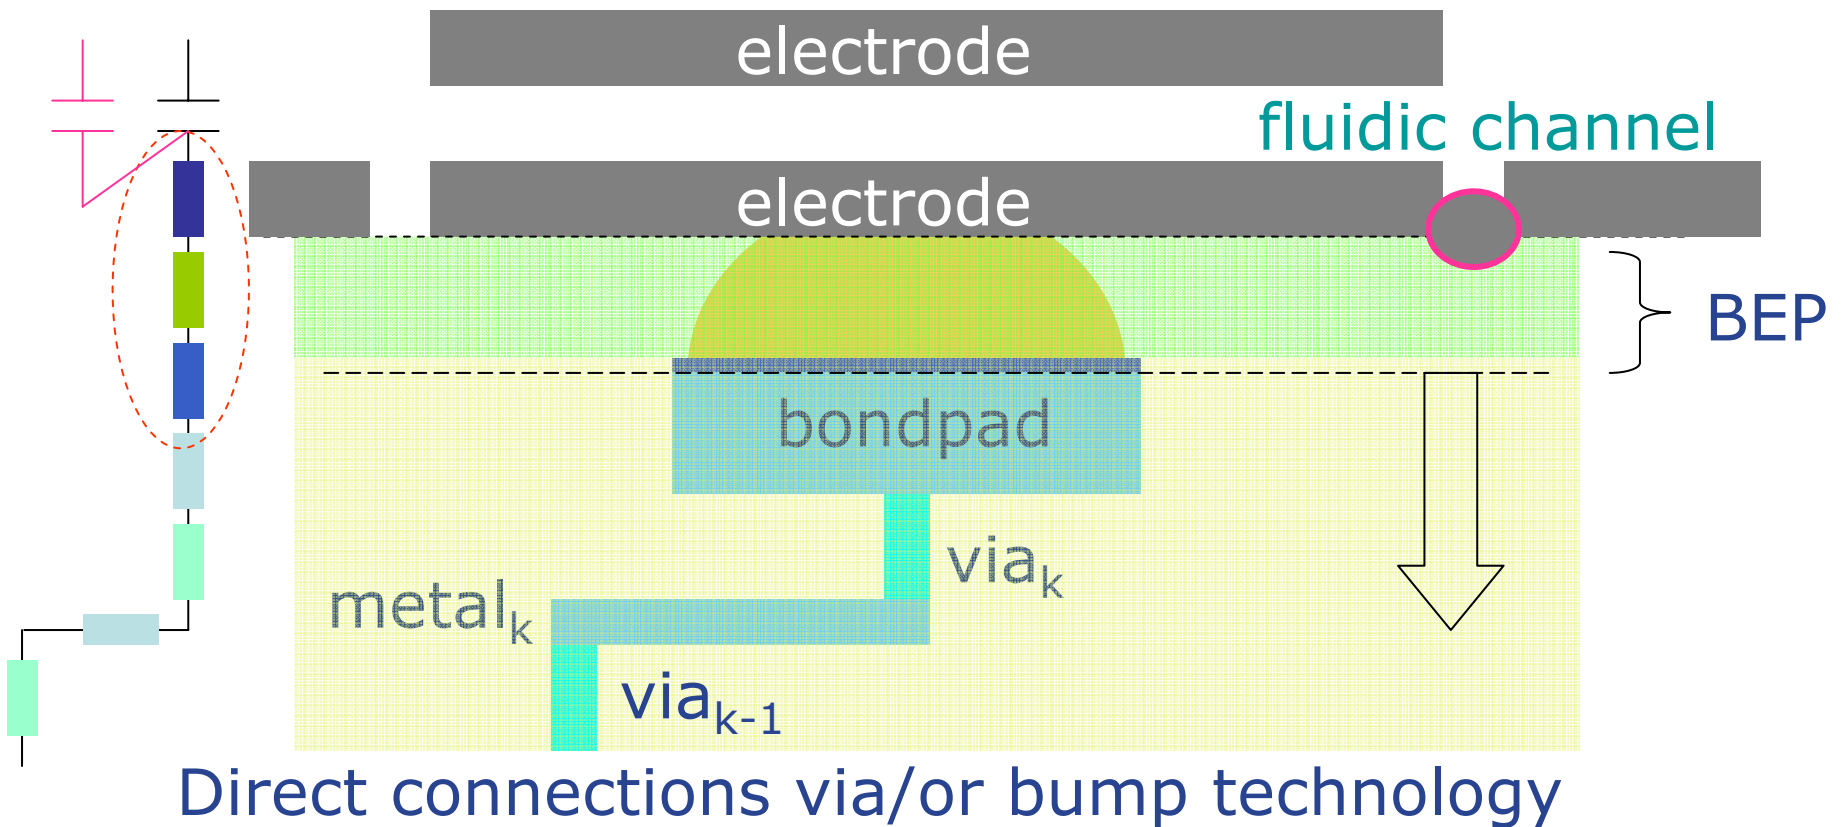 electrode
fluidic channel
electrode
BEP
bondpad
viaₖ
metalₖ
viaₖ₋₁
Direct connections via/or bump technology